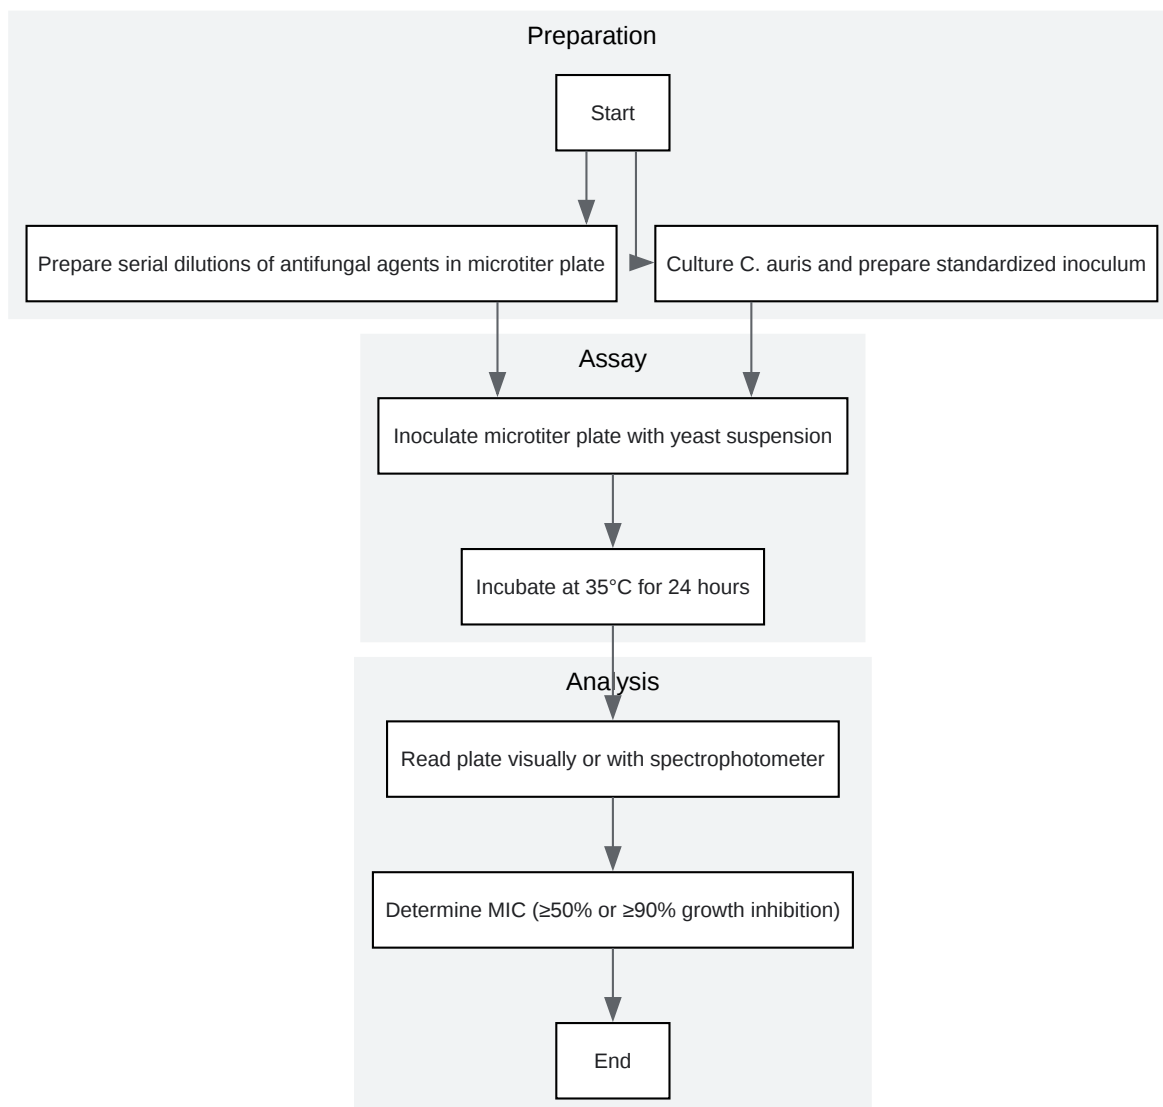 Preparation
Start
Prepare serial dilutions of antifungal agents in microtiter plate
Culture C. auris and prepare standardized inoculum
Assay
Inoculate microtiter plate with yeast suspension
Incubate at 35°C for 24 hours
Analysis
Read plate visually or with spectrophotometer
Determine MIC (≥50% or ≥90% growth inhibition)
End